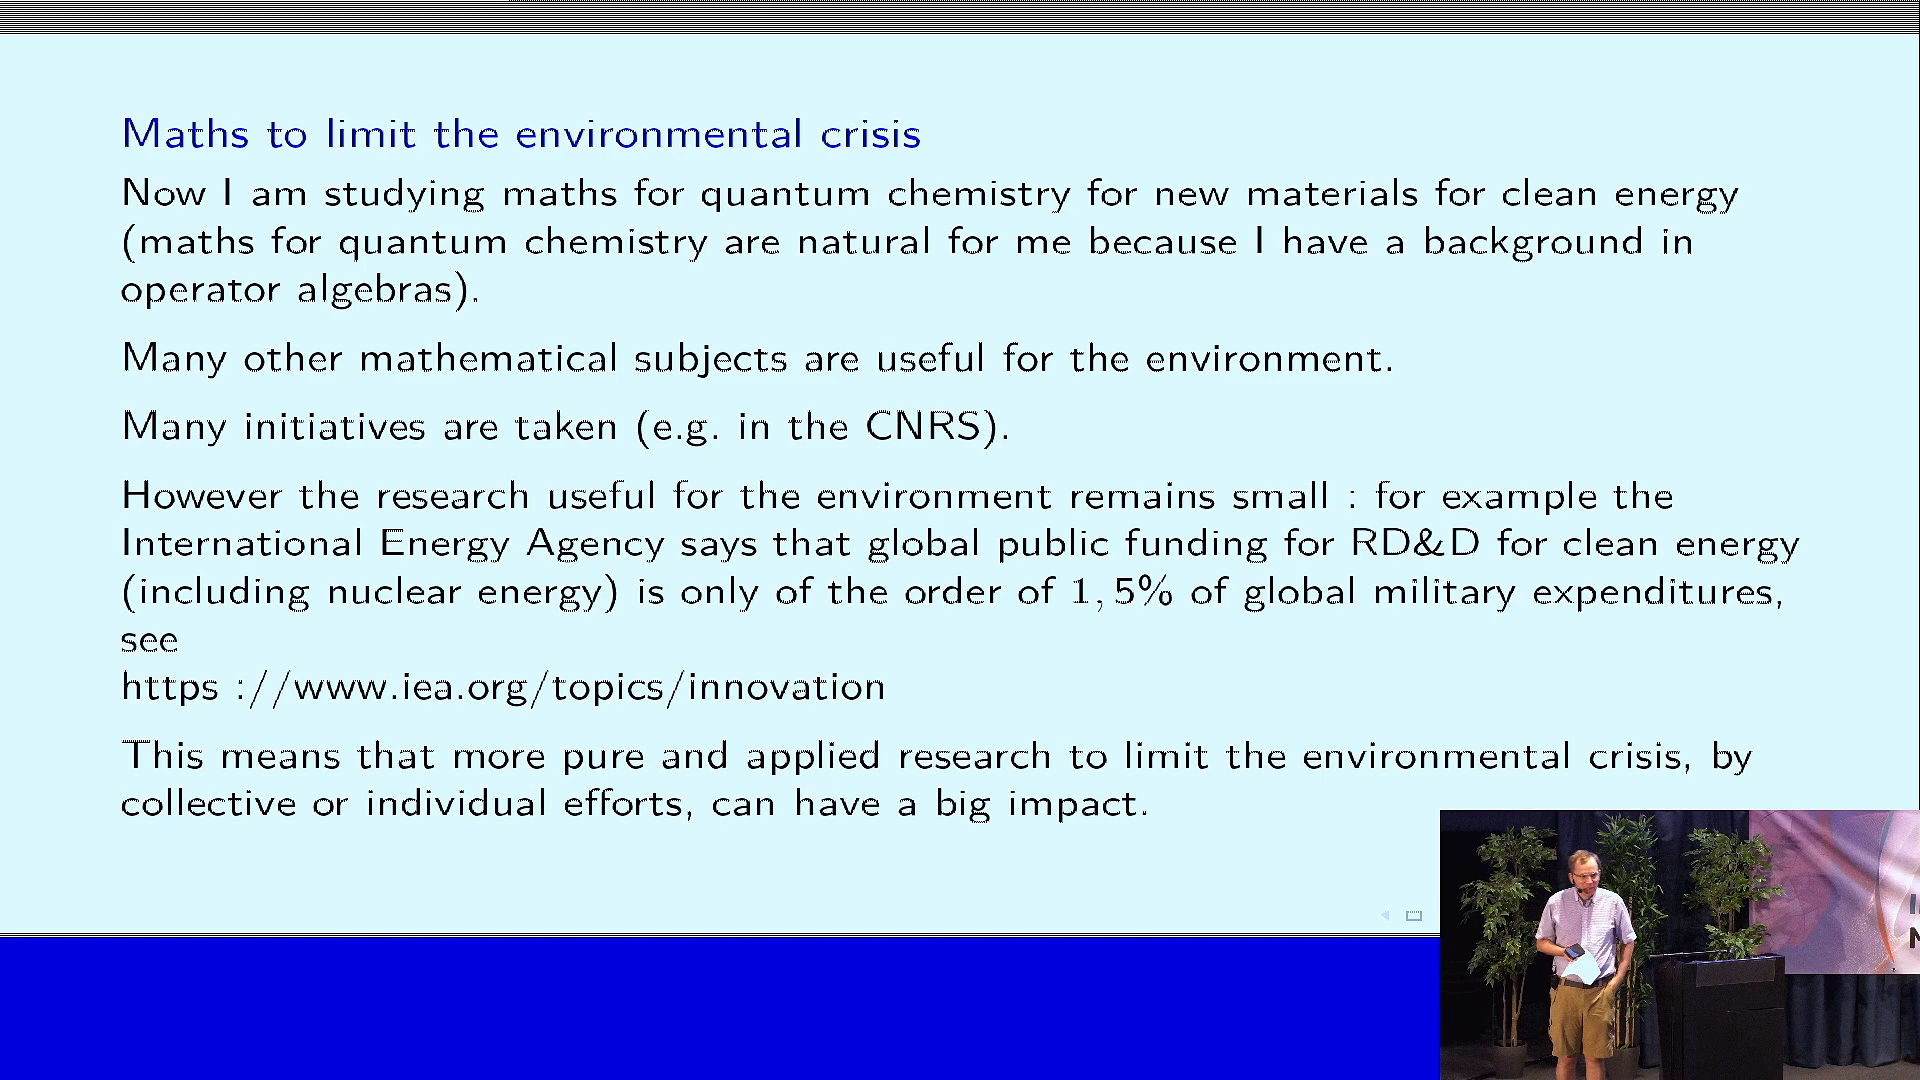 Maths to limit the environmental crisis
Now I am studying maths for quantum chemistry for new materials for clean energy
(maths for quantum chemistry are natural for me because I have a background in
operator algebras).
Many other mathematical subjects are useful for the environment.
Many initiatives are taken (e.g. in the CNRS).
However the research useful for the environment remains small : for example the
International Energy Agency says that global public funding for RD&D for clean energy
(including nuclear energy) is only of the order of 1, 5% of global military expenditures,
see
https ://www.iea.org/topics/innovation
This means that more pure and applied research to limit the environmental crisis, by
collective or individual efforts, can have a big impact.